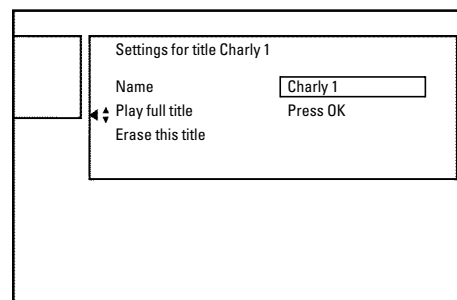 Settings for title Charly 1
Name Charly 1
Play full title Press OK
Erase this title